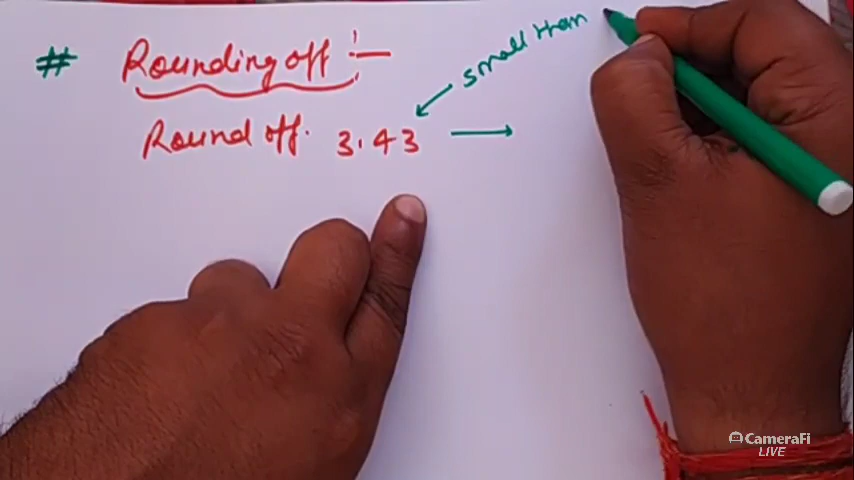 # Rounding off :-
small than
Round off. 3.43 →
CameraFi
LIVE